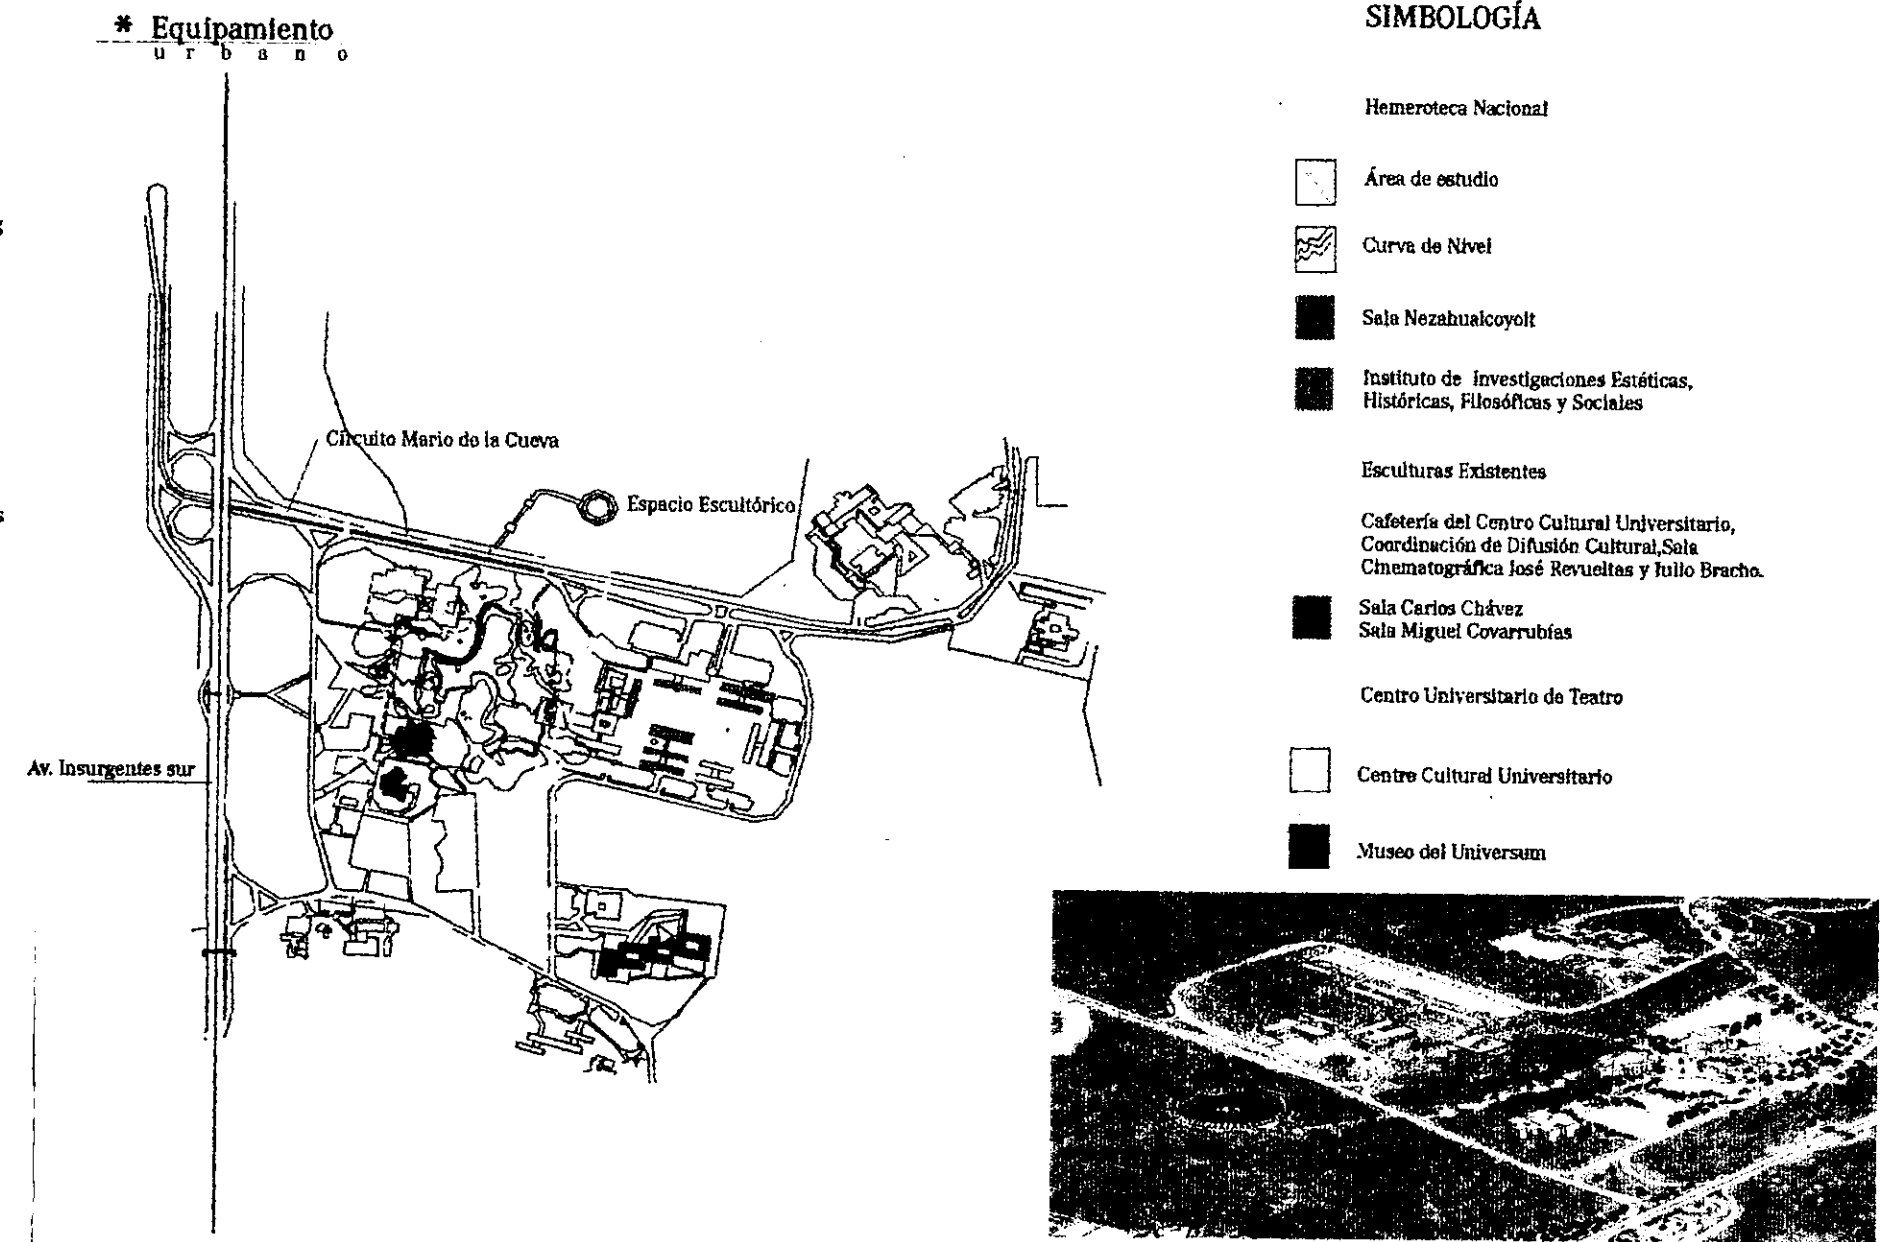 * Equipamiento
urbano
SIMBOLOGÍA
Hemeroteca Nacional
Área de estudio
Curva de Nivel
Sala Nezahualcoyolt
Instituto de Investigaciones Estéticas,
Históricas, Filosóficas y Sociales
Esculturas Existentes
Cafetería del Centro Cultural Universitario,
Coordinación de Difusión Cultural,Sala
Cinematográfica José Revueltas y Julio Bracho.
Sala Carlos Chávez
Sala Miguel Covarrubías
Centro Universitario de Teatro
Centro Cultural Universitario
Museo del Universum
Circuito Mario de la Cueva
Espacio Escultórico
Av. Insurgentes sur